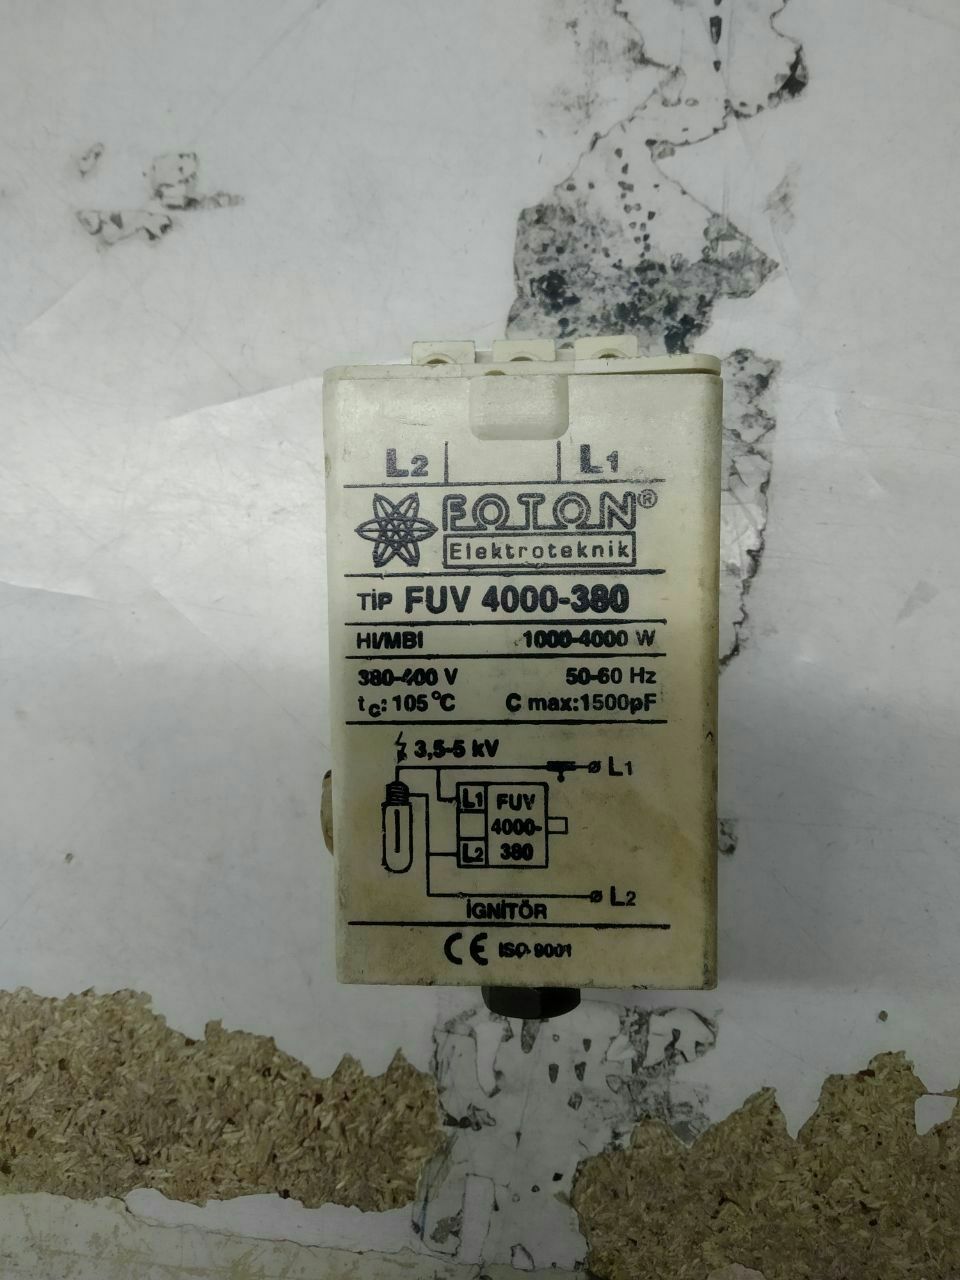 L2 L1
FOTON®
Elektroteknik
TİP FUV 4000-380
HI/MBI 1000-4000 W
380-400 V 50-60 Hz
tc: 105 °C C max:1500pF
3,5-5 kV
L1
L1 FUV
4000-
L2 380
L2
İGNİTÖR
CE ISO 9001